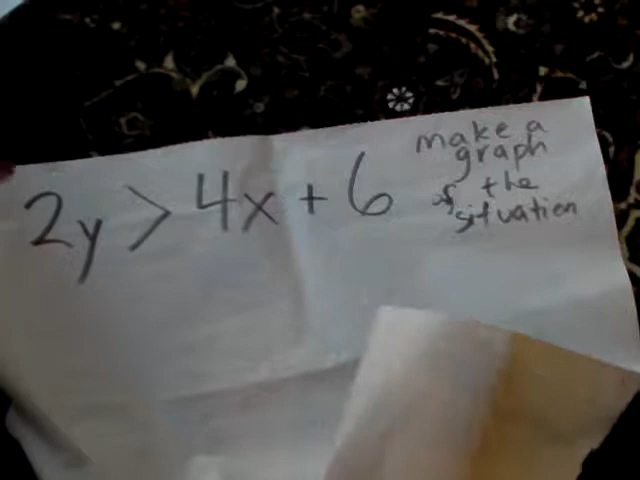 2y > 4x + 6
make a
graph
of the
situation